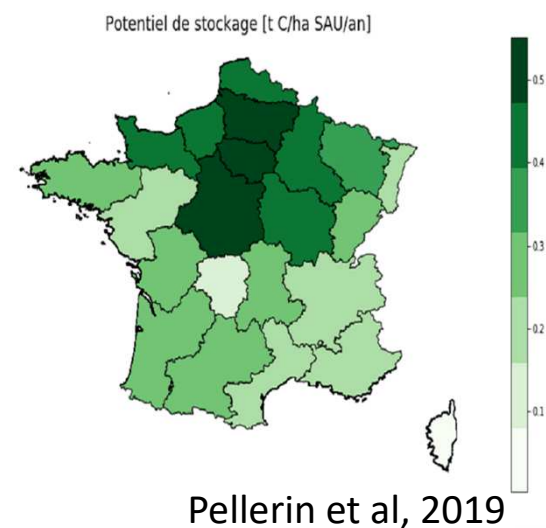 Potentiel de stockage [t C/ha SAU/an]
0.5
0.4
0.3
0.2
0.1
Pellerin et al, 2019